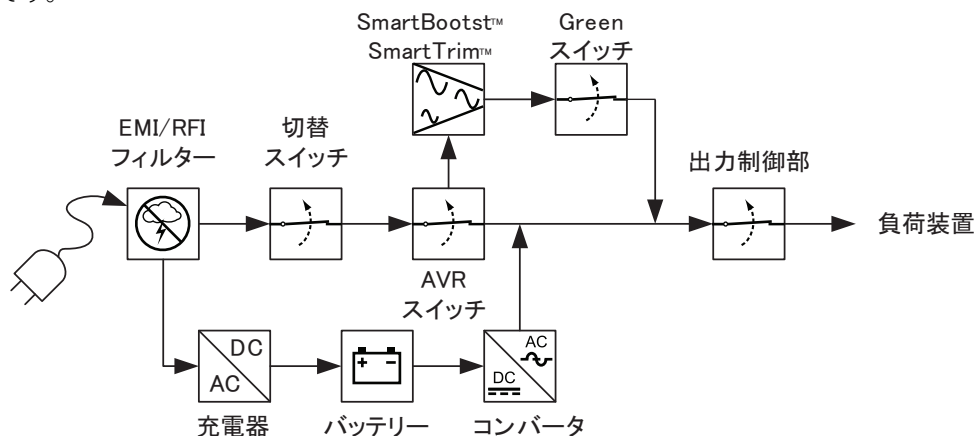 です。
SmartBootst™
SmartTrim™
Green
スイッチ
EMI/RFI
フィルター
切替
スイッチ
出力制御部
負荷装置
AVR
スイッチ
DC
AC
AC
DC
充電器
バッテリー
コンバータ